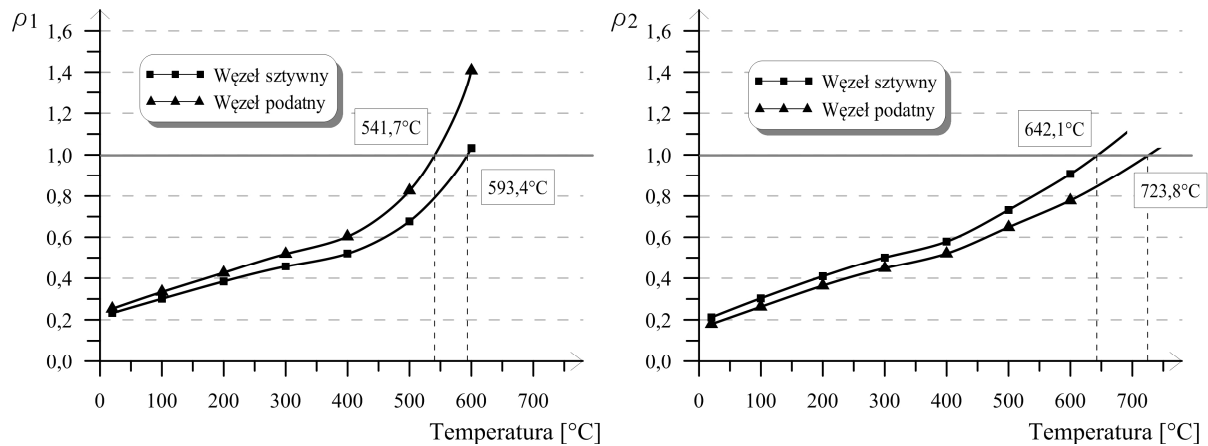 ρ1
1,6
1,4
1,2
1,0
0,8
0,6
0,4
0,2
0,0
Węzeł sztywny
Węzeł podatny
541,7°C
593,4°C
0 100 200 300 400 500 600 700
Temperatura [°C]
ρ2
1,6
1,4
1,2
1,0
0,8
0,6
0,4
0,2
0,0
Węzeł sztywny
Węzeł podatny
642,1°C
723,8°C
0 100 200 300 400 500 600 700
Temperatura [°C]